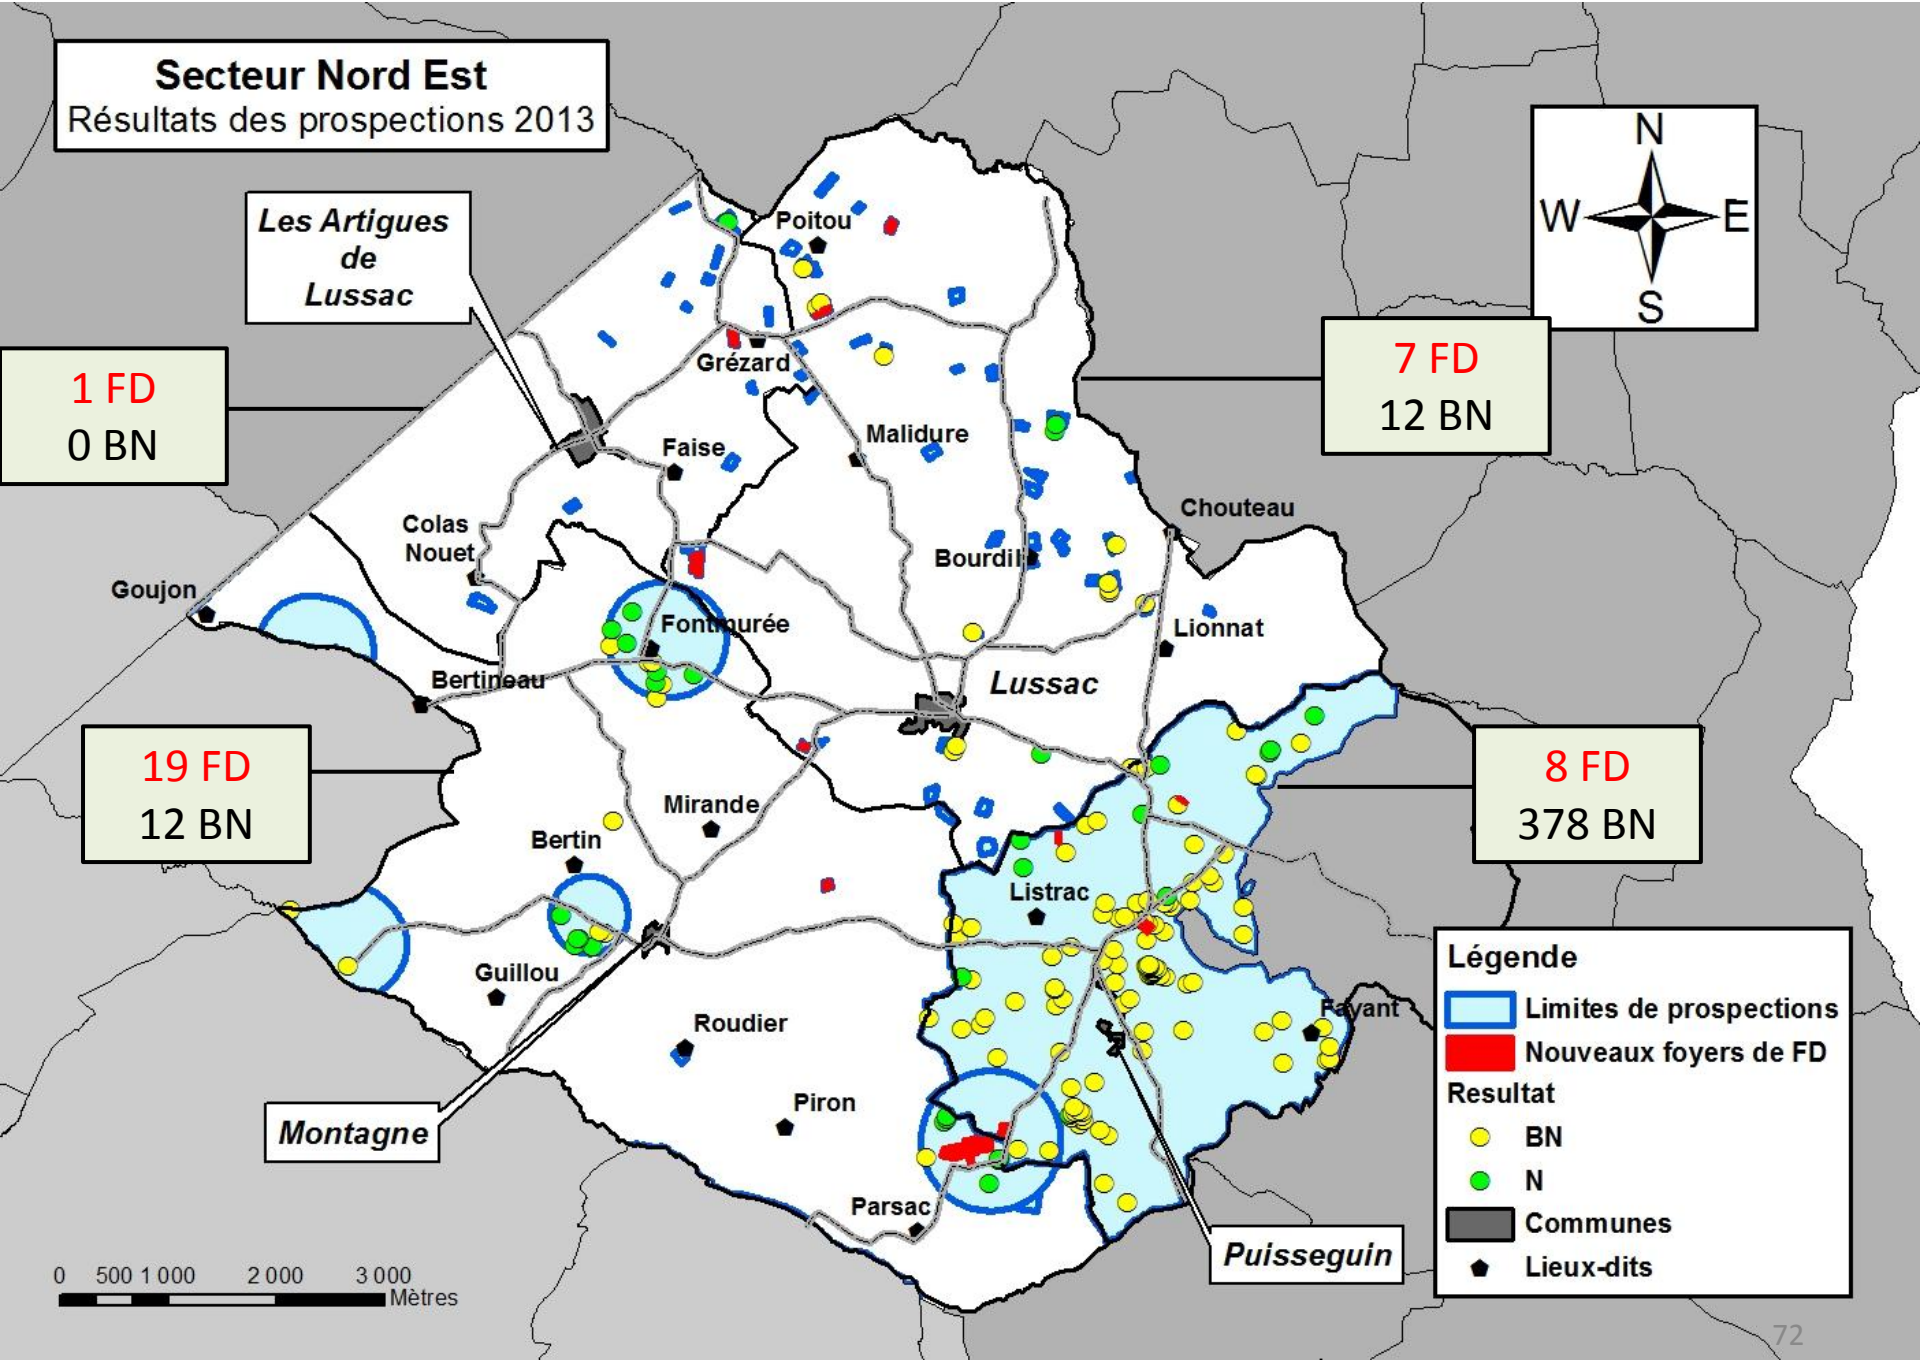 Secteur Nord Est
Résultats des prospections 2013
N
W
E
S
Les Artigues
de
Lussac
Poitou
1 FD
0 BN
7 FD
12 BN
Grézard
Malidure
Faise
Chouteau
Colas
Nouet
Bourdil
Goujon
Fontmurée
Lionnat
Bertineau
Lussac
19 FD
12 BN
8 FD
378 BN
Mirande
Bertin
Listrac
Guillou
Roudier
Fayant
Piron
Montagne
Parsac
Puisseguin
Légende
Limites de prospections
Nouveaux foyers de FD
Resultat
BN
N
Communes
Lieux-dits
0 500 1 000 2 000 3 000
Mètres
72